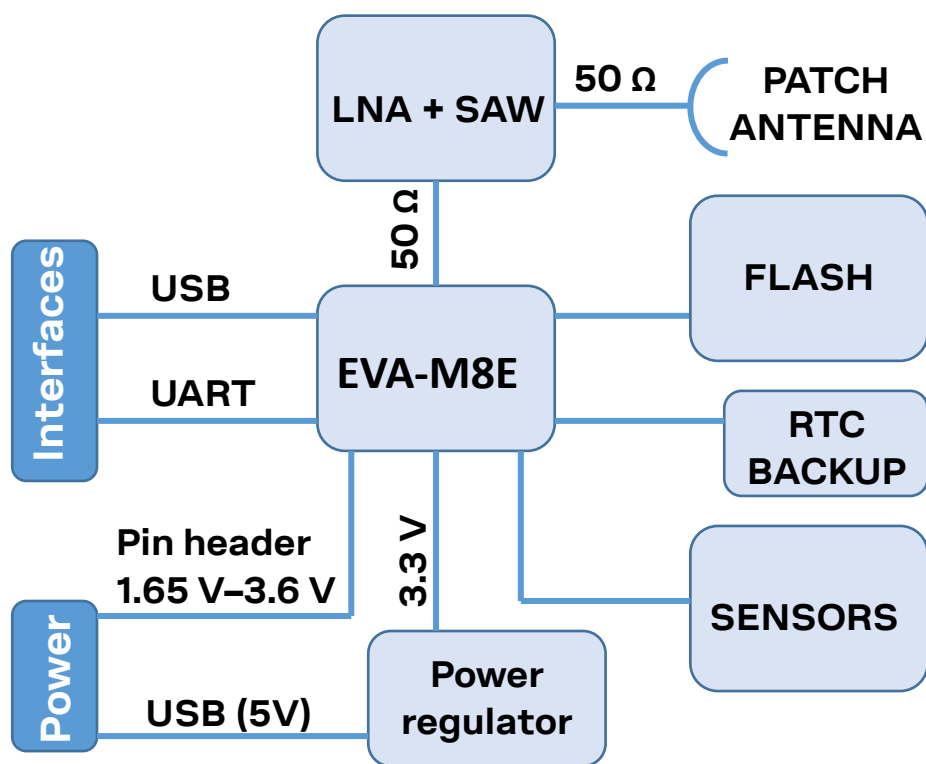 LNA + SAW
50 Ω
PATCH
ANTENNA
50 Ω
Interfaces
USB
UART
EVA-M8E
FLASH
RTC
BACKUP
Pin header
1.65 V–3.6 V
3.3 V
SENSORS
Power
USB (5V)
Power
regulator